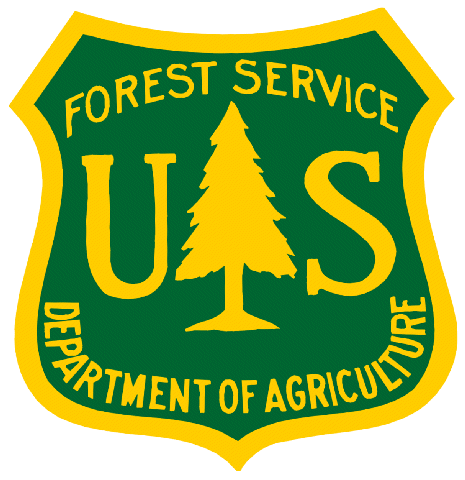 FOREST SERVICE
U S
DEPARTMENT OF AGRICULTURE